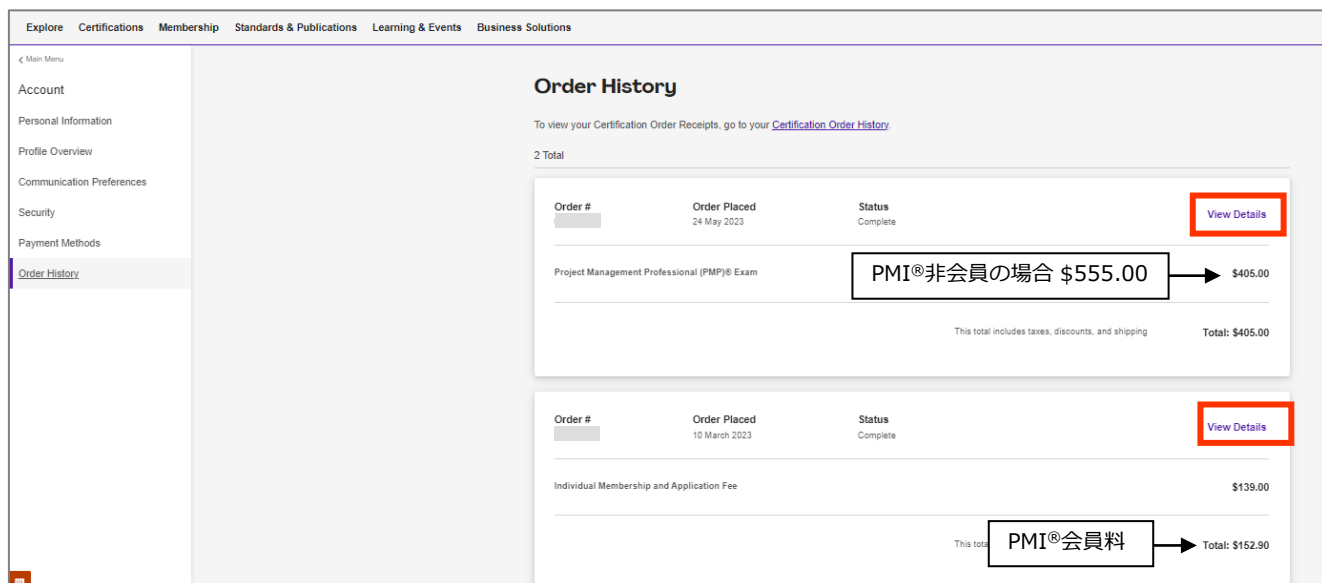 Explore Certifications Membership Standards & Publications Learning & Events Business Solutions
Main Menu
Account
Personal Information
Profile Overview
Communication Preferences
Security
Payment Methods
Order History
Order History
To view your Certification Order Receipts, go to your Certification Order History.
2 Total
Order # Order Placed Status
24 May 2023 Complete
View Details
Project Management Professional (PMP)® Exam
PMI®非会員の場合 $555.00
$405.00
This total includes taxes, discounts, and shipping Total: $405.00
Order # Order Placed Status
10 March 2023 Complete
View Details
Individual Membership and Application Fee $139.00
This
PMI®会員料
Total: $152.90